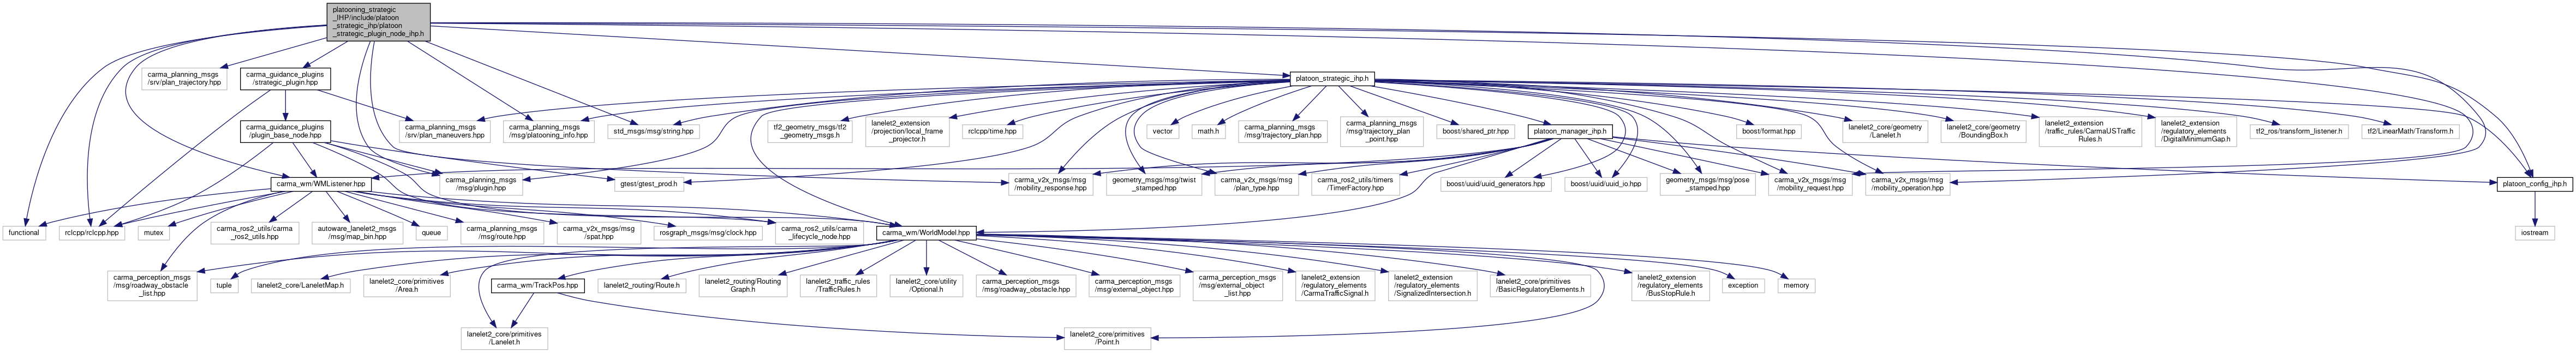 platooning_strategic
_IHP/include/platoon
_strategic_ihp/platoon
_strategic_plugin_node_ihp.h
carma_planning_msgs
/srv/plan_trajectory.hpp
carma_guidance_plugins
/strategic_plugin.hpp
platoon_strategic_ihp.h
carma_guidance_plugins
/plugin_base_node.hpp
carma_planning_msgs
/srv/plan_maneuvers.hpp
carma_planning_msgs
/msg/platooning_info.hpp
std_msgs/msg/string.hpp
tf2_geometry_msgs/tf2
_geometry_msgs.h
lanelet2_extension
/projection/local_frame
_projector.h
rclcpp/time.hpp
vector
math.h
carma_planning_msgs
/msg/trajectory_plan.hpp
carma_planning_msgs
/msg/trajectory_plan
_point.hpp
boost/shared_ptr.hpp
platoon_manager_ihp.h
boost/format.hpp
lanelet2_core/geometry
/Lanelet.h
lanelet2_core/geometry
/BoundingBox.h
lanelet2_extension
/traffic_rules/CarmaUSTraffic
Rules.h
lanelet2_extension
/regulatory_elements
/DigitalMinimumGap.h
tf2_ros/transform_listener.h
tf2/LinearMath/Transform.h
carma_wm/WMListener.hpp
carma_planning_msgs
/msg/plugin.hpp
gtest/gtest_prod.h
carma_v2x_msgs/msg
/mobility_response.hpp
geometry_msgs/msg/twist
_stamped.hpp
carma_v2x_msgs/msg
/plan_type.hpp
carma_ros2_utils/timers
/TimerFactory.hpp
boost/uuid/uuid_generators.hpp
boost/uuid/uuid_io.hpp
geometry_msgs/msg/pose
_stamped.hpp
carma_v2x_msgs/msg
/mobility_request.hpp
carma_v2x_msgs/msg
/mobility_operation.hpp
platoon_config_ihp.h
functional
rclcpp/rclcpp.hpp
mutex
carma_ros2_utils/carma
_ros2_utils.hpp
autoware_lanelet2_msgs
/msg/map_bin.hpp
queue
carma_planning_msgs
/msg/route.hpp
carma_v2x_msgs/msg
/spat.hpp
rosgraph_msgs/msg/clock.hpp
carma_ros2_utils/carma
_lifecycle_node.hpp
carma_wm/WorldModel.hpp
iostream
carma_perception_msgs
/msg/roadway_obstacle
_list.hpp
tuple
lanelet2_core/LaneletMap.h
lanelet2_core/primitives
/Area.h
carma_wm/TrackPos.hpp
lanelet2_routing/Route.h
lanelet2_routing/Routing
Graph.h
lanelet2_traffic_rules
/TrafficRules.h
lanelet2_core/utility
/Optional.h
carma_perception_msgs
/msg/roadway_obstacle.hpp
carma_perception_msgs
/msg/external_object.hpp
carma_perception_msgs
/msg/external_object
_list.hpp
lanelet2_extension
/regulatory_elements
/CarmaTrafficSignal.h
lanelet2_extension
/regulatory_elements
/SignalizedIntersection.h
lanelet2_core/primitives
/BasicRegulatoryElements.h
lanelet2_extension
/regulatory_elements
/BusStopRule.h
exception
memory
lanelet2_core/primitives
/Lanelet.h
lanelet2_core/primitives
/Point.h